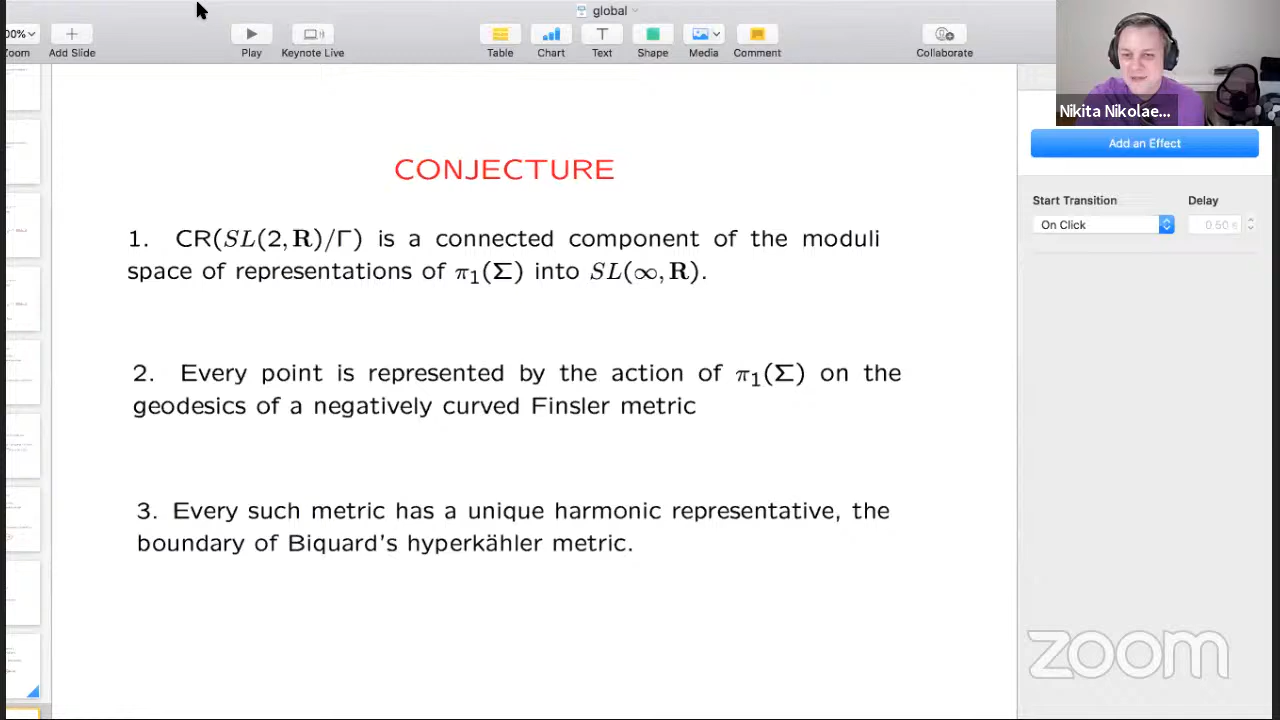 global
00%
Zoom
Add Slide
Play
Keynote Live
Table
Chart
Text
Shape
Media
Comment
Collaborate
Nikita Nikolae...
Add an Effect
Start Transition
Delay
On Click
0.50 s
CONJECTURE
1. CR(SL(2, R)/Γ) is a connected component of the moduli
space of representations of π₁(Σ) into SL(∞, R).
2. Every point is represented by the action of π₁(Σ) on the
geodesics of a negatively curved Finsler metric
3. Every such metric has a unique harmonic representative, the
boundary of Biquard's hyperkähler metric.
zoom